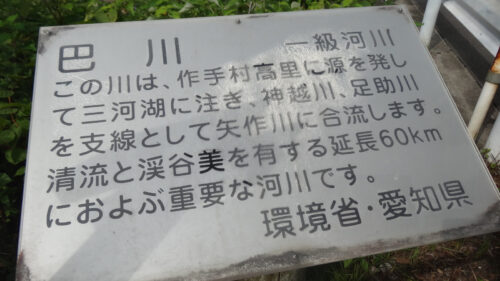 巴川　一級河川
この川は、作手村高里に源を発し
て三河湖に注ぎ、神越川、足助川
を支線として矢作川に合流します。
清流と渓谷美を有する延長60km
におよぶ重要な河川です。
環境省・愛知県